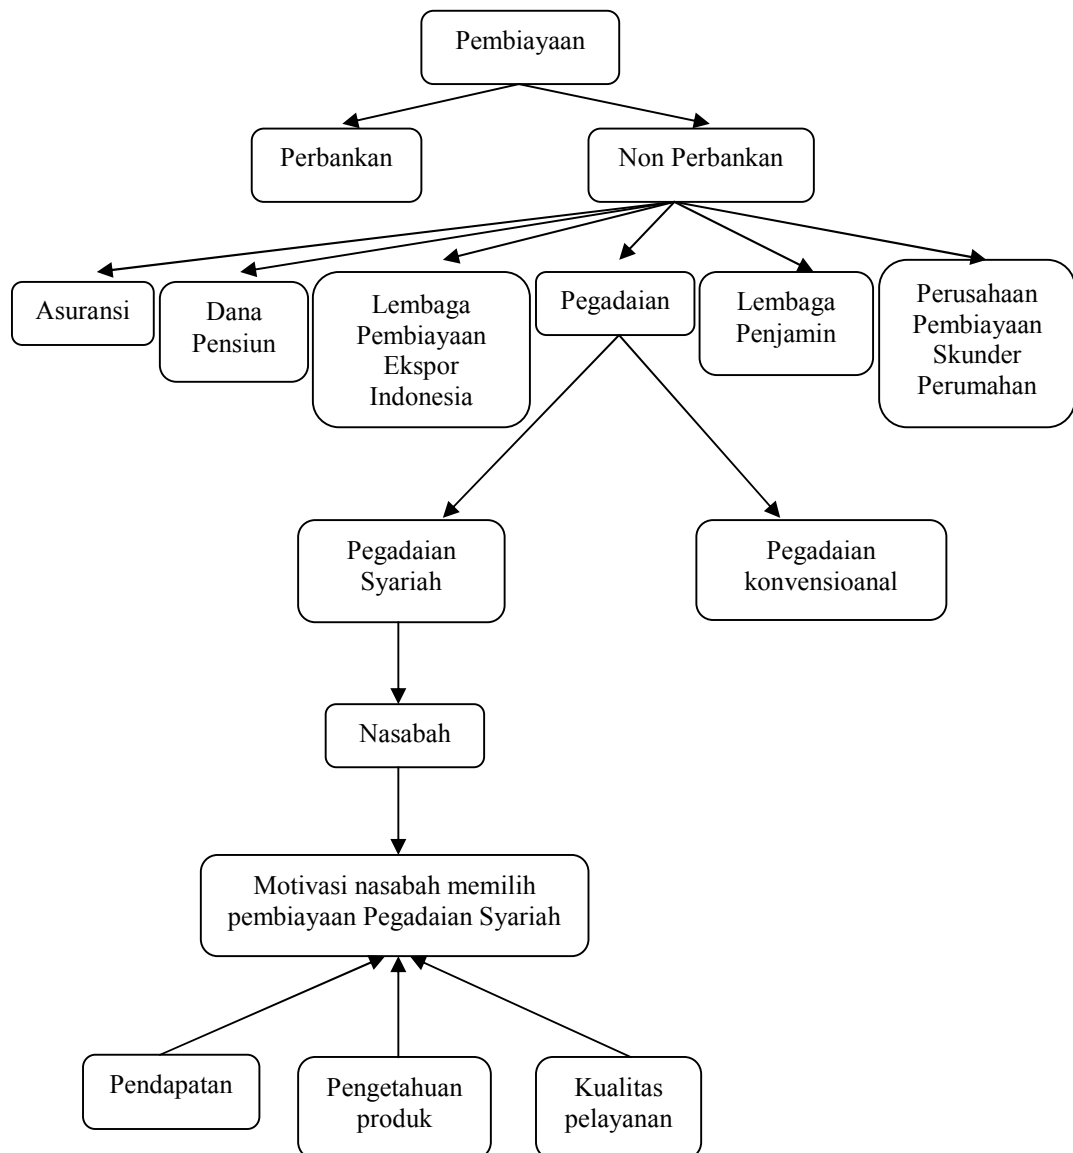 Pembiayaan
Perbankan
Non Perbankan
Asuransi
Dana
Pensiun
Lembaga
Pembiayaan
Ekspor
Indonesia
Pegadaian
Lembaga
Penjamin
Perusahaan
Pembiayaan
Skunder
Perumahan
Pegadaian
Syariah
Pegadaian
konvensioanal
Nasabah
Motivasi nasabah memilih
pembiayaan Pegadaian Syariah
Pendapatan
Pengetahuan
produk
Kualitas
pelayanan